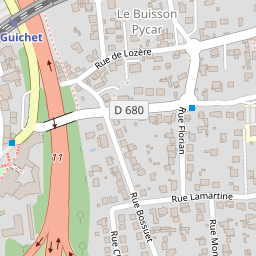 Le Buisson
Pycar
Guichet
Rue de Lozère
D 680
Rue Florian
11
Rue Lamartine
Rue Bossuet